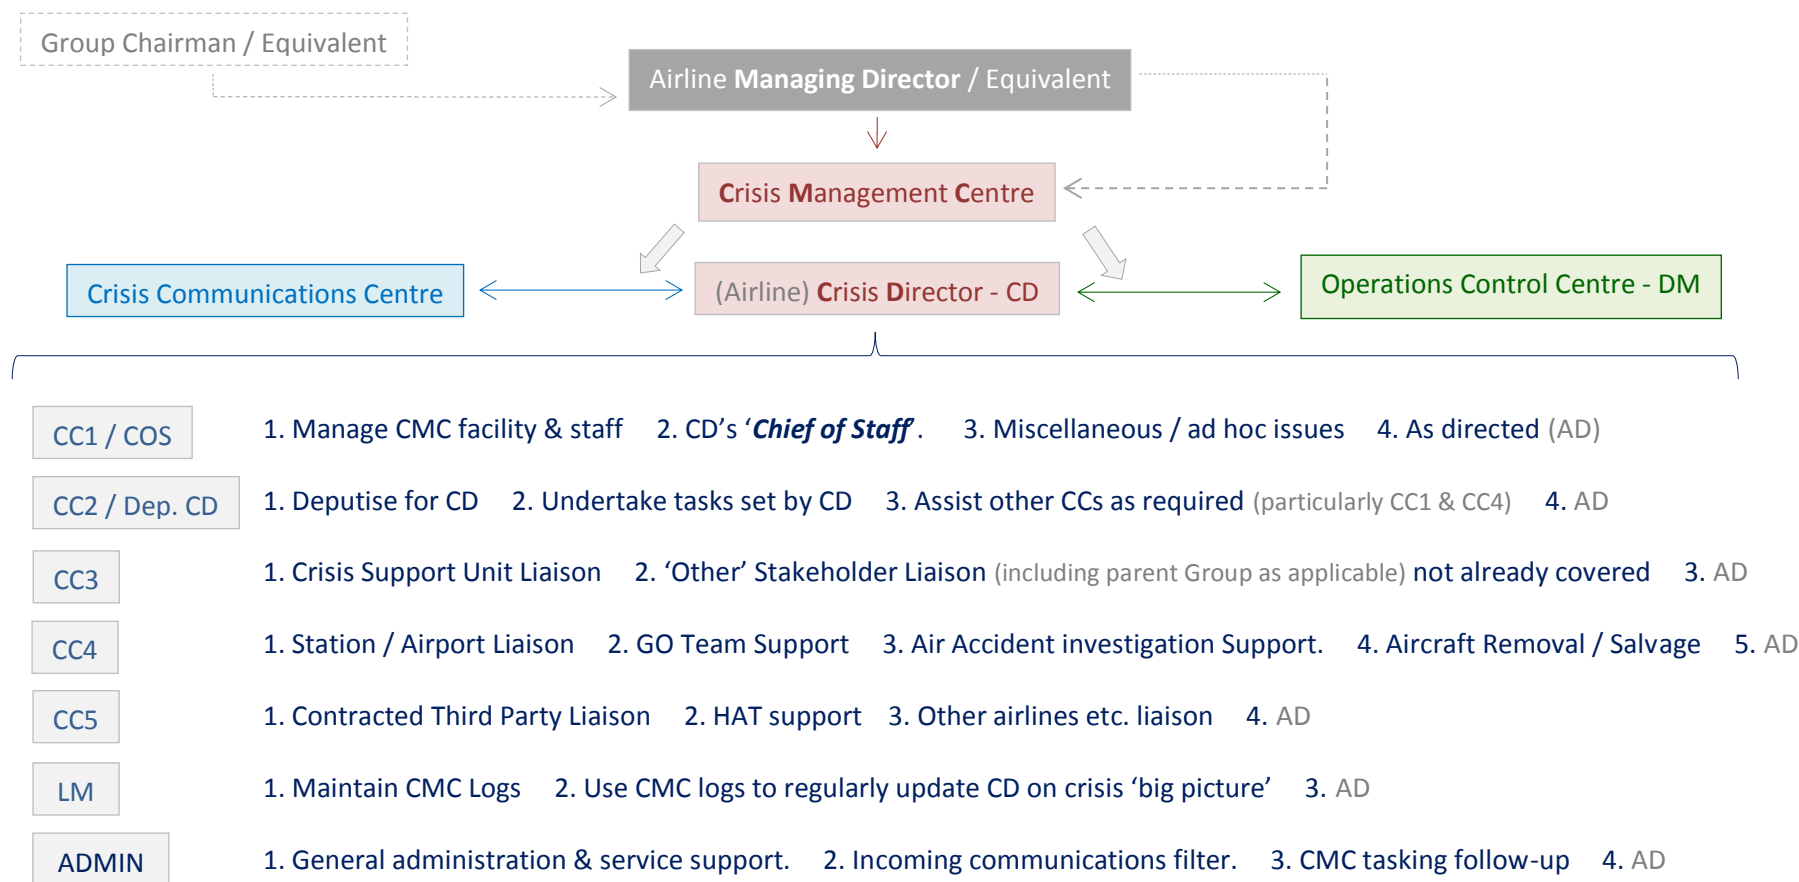 Group Chairman / Equivalent
Airline Managing Director / Equivalent
Crisis Management Centre
Crisis Communications Centre
(Airline) Crisis Director - CD
Operations Control Centre - DM
CC1 / COS 1. Manage CMC facility & staff 2. CD's ‘Chief of Staff’. 3. Miscellaneous / ad hoc issues 4. As directed (AD)
CC2 / Dep. CD 1. Deputise for CD 2. Undertake tasks set by CD 3. Assist other CCs as required (particularly CC1 & CC4) 4. AD
CC3 1. Crisis Support Unit Liaison 2. ‘Other’ Stakeholder Liaison (including parent Group as applicable) not already covered 3. AD
CC4 1. Station / Airport Liaison 2. GO Team Support 3. Air Accident investigation Support. 4. Aircraft Removal / Salvage 5. AD
CC5 1. Contracted Third Party Liaison 2. HAT support 3. Other airlines etc. liaison 4. AD
LM 1. Maintain CMC Logs 2. Use CMC logs to regularly update CD on crisis ‘big picture’ 3. AD
ADMIN 1. General administration & service support. 2. Incoming communications filter. 3. CMC tasking follow-up 4. AD